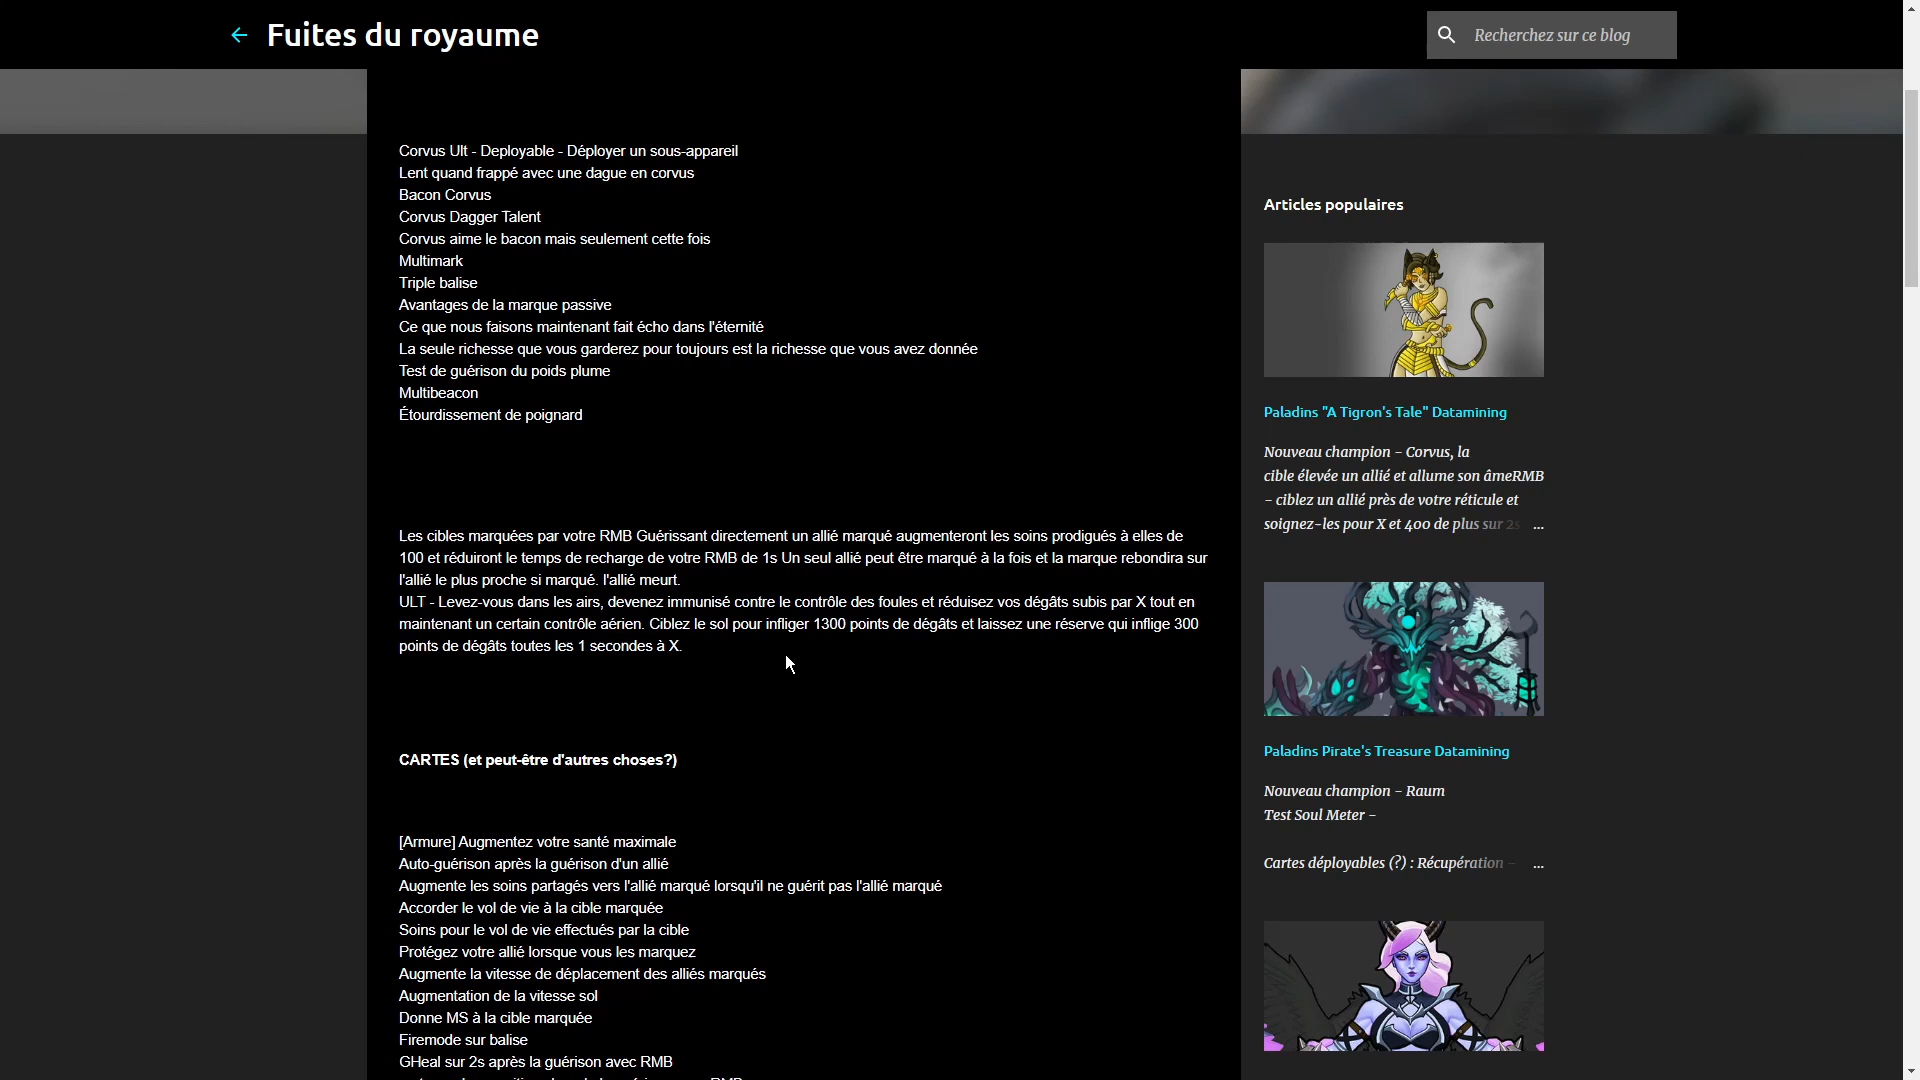 Fuites du royaume
Recherchez sur ce blog
Corvus Ult - Deployable - Déployer un sous-appareil
Lent quand frappé avec une dague en corvus
Bacon Corvus
Corvus Dagger Talent
Corvus aime le bacon mais seulement cette fois
Multimark
Triple balise
Avantages de la marque passive
Ce que nous faisons maintenant fait écho dans l'éternité
La seule richesse que vous garderez pour toujours est la richesse que vous avez donnée
Test de guérison du poids plume
Multibeacon
Étourdissement de poignard
Les cibles marquées par votre RMB Guérissant directement un allié marqué augmenteront les soins prodigués à elles de
100 et réduiront le temps de recharge de votre RMB de 1s Un seul allié peut être marqué à la fois et la marque rebondira sur
l'allié le plus proche si marqué. l'allié meurt.
ULT - Levez-vous dans les airs, devenez immunisé contre le contrôle des foules et réduisez vos dégâts subis par X tout en
maintenant un certain contrôle aérien. Ciblez le sol pour infliger 1300 points de dégâts et laissez une réserve qui inflige 300
points de dégâts toutes les 1 secondes à X.
CARTES (et peut-être d'autres choses?)
[Armure] Augmentez votre santé maximale
Auto-guérison après la guérison d'un allié
Augmente les soins partagés vers l'allié marqué lorsqu'il ne guérit pas l'allié marqué
Accorder le vol de vie à la cible marquée
Soins pour le vol de vie effectués par la cible
Protégez votre allié lorsque vous les marquez
Augmente la vitesse de déplacement des alliés marqués
Augmentation de la vitesse sol
Donne MS à la cible marquée
Firemode sur balise
GHeal sur 2s après la guérison avec RMB
Articles populaires
Paladins "A Tigron's Tale" Datamining
Nouveau champion - Corvus, la
cible élevée un allié et allume son âmeRMB
- ciblez un allié près de votre réticule et
soignez-les pour X et 400 de plus sur 2s ...
Paladins Pirate's Treasure Datamining
Nouveau champion - Raum
Test Soul Meter -
Cartes déployables (?) : Récupération - ...